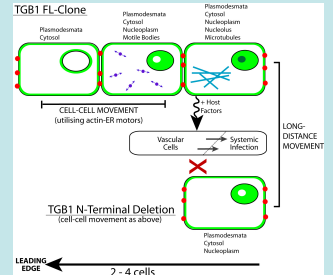 TGB1 FL-Clone
Plasmodesmata
Cytosol
Plasmodesmata
Cytosol
Nucleoplasm
Motile Bodies
Plasmodesmata
Cytosol
Nucleoplasm
Nucleolus
Microtubules
CELL-CELL MOVEMENT
(utilising actin-ER motors)
+ Host
Factors
LONG-
DISTANCE
MOVEMENT
Vascular
Cells
Systemic
Infection
TGB1 N-Terminal Deletion
(cell-cell movement as above)
Plasmodesmata
Cytosol
Nucleoplasm
LEADING
EDGE
2 - 4 cells